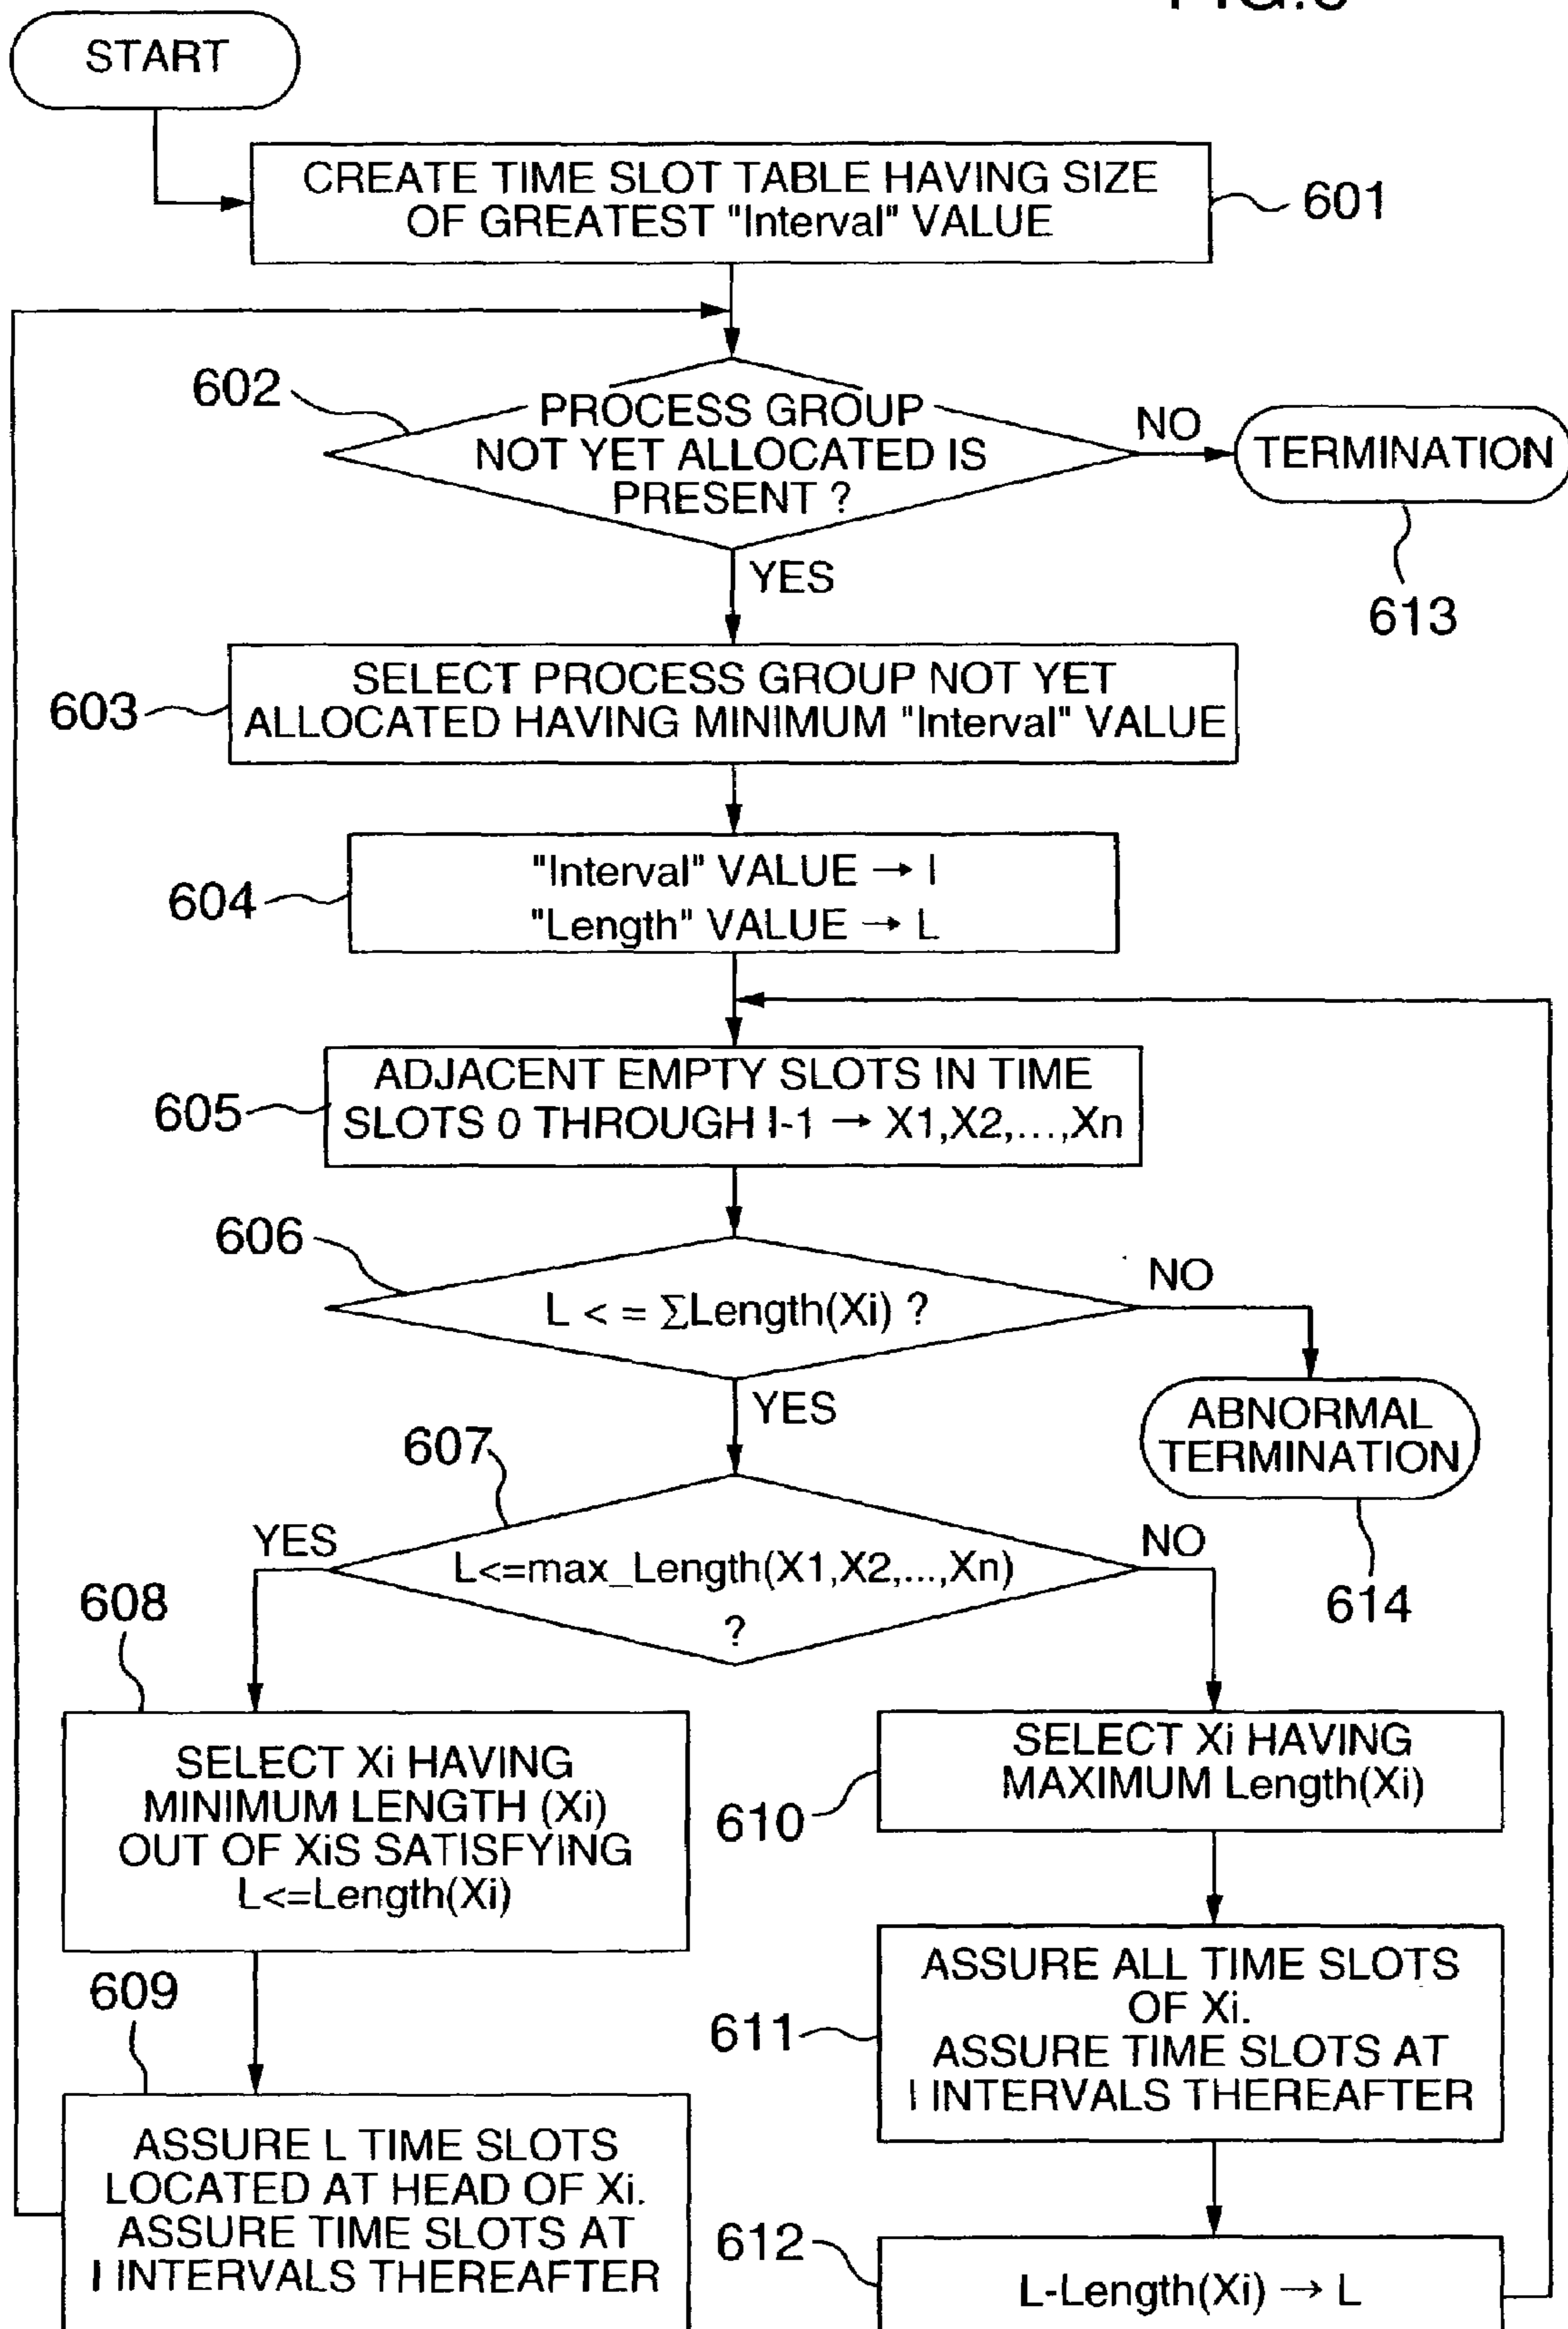 START
CREATE TIME SLOT TABLE HAVING SIZE
OF GREATEST "Interval" VALUE
601
602
PROCESS GROUP
NOT YET ALLOCATED IS
PRESENT ?
NO
TERMINATION
613
YES
603
SELECT PROCESS GROUP NOT YET
ALLOCATED HAVING MINIMUM "Interval" VALUE
604
"Interval" VALUE → I
"Length" VALUE → L
605
ADJACENT EMPTY SLOTS IN TIME
SLOTS 0 THROUGH I-1 → X1,X2,...,Xn
606
L < = ΣLength(Xi) ?
NO
YES
ABNORMAL
TERMINATION
614
607
YES
L<=max_Length(X1,X2,...,Xn)
?
NO
608
SELECT Xi HAVING
MINIMUM LENGTH (Xi)
OUT OF XiS SATISFYING
L<=Length(Xi)
610
SELECT Xi HAVING
MAXIMUM Length(Xi)
609
ASSURE L TIME SLOTS
LOCATED AT HEAD OF Xi.
ASSURE TIME SLOTS AT
I INTERVALS THEREAFTER
611
ASSURE ALL TIME SLOTS
OF Xi.
ASSURE TIME SLOTS AT
I INTERVALS THEREAFTER
612
L-Length(Xi) → L